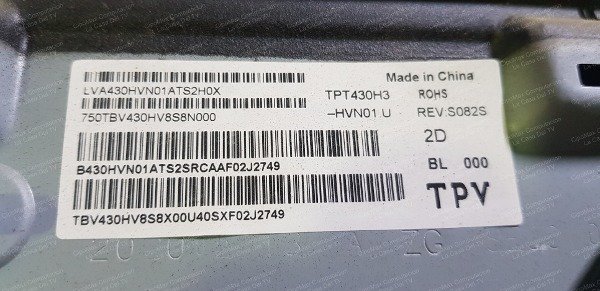 LVA430HVN01ATS2H0X
750TBV430HV8S8N000
B430HVN01ATS2SRCAAF02J2749
TBV430HV8S8X00U40SXF02J2749
Made in China
TPT430H3 ROHS
-HVN01.U REV:S082S
2D
BL 000
TPV